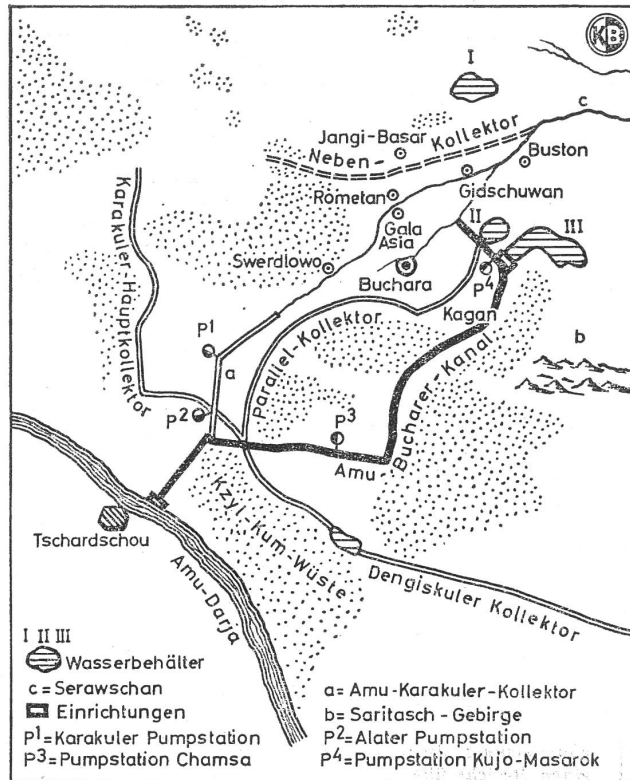 KB
I
c
Jangi-Basar
Neben-Kollektor
Buston
Rometan
Gidschuwan
Gala
Asia
II
III
Swerdlowo
Buchara
P4
Kagan
Karakuler-Hauptkollektor
P1
a
Parallel-Kollektor
b
P2
P3
Amu-Bucharer-Kanal
Kzyl-Kum-Wüste
Tschardschou
Amu-Darja
Dengiskuler Kollektor
I II III
Wasserbehälter
c = Serawschan
Einrichtungen
P1=Karakuler Pumpstation
P3=Pumpstation Chamsa
a= Amu-Karakuler-Kollektor
b= Saritasch-Gebirge
P2=Alater Pumpstation
P4=Pumpstation Kujo-Masarok